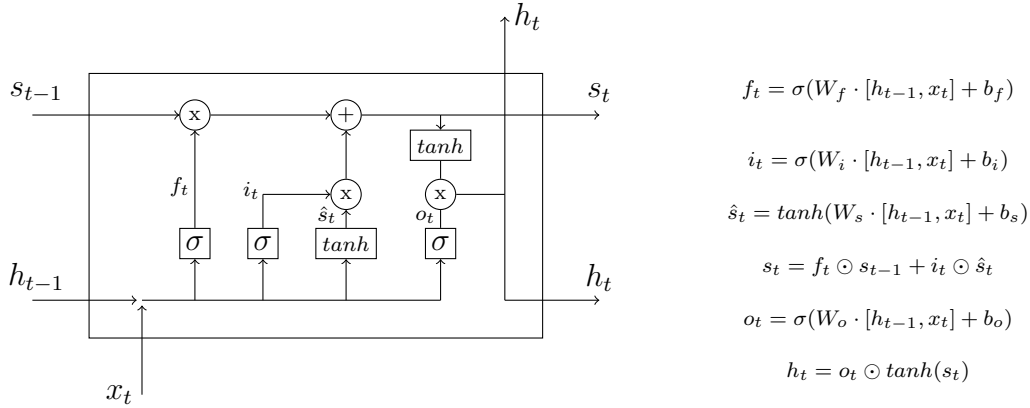 h_t
s_{t-1}
s_t
x
+
tanh
f_t
i_t
x
ŝ_t
o_t
x
σ
σ
tanh
σ
h_{t-1}
h_t
x_t
f_t = σ(W_f · [h_{t-1}, x_t] + b_f)
i_t = σ(W_i · [h_{t-1}, x_t] + b_i)
ŝ_t = tanh(W_s · [h_{t-1}, x_t] + b_s)
s_t = f_t ⊙ s_{t-1} + i_t ⊙ ŝ_t
o_t = σ(W_o · [h_{t-1}, x_t] + b_o)
h_t = o_t ⊙ tanh(s_t)